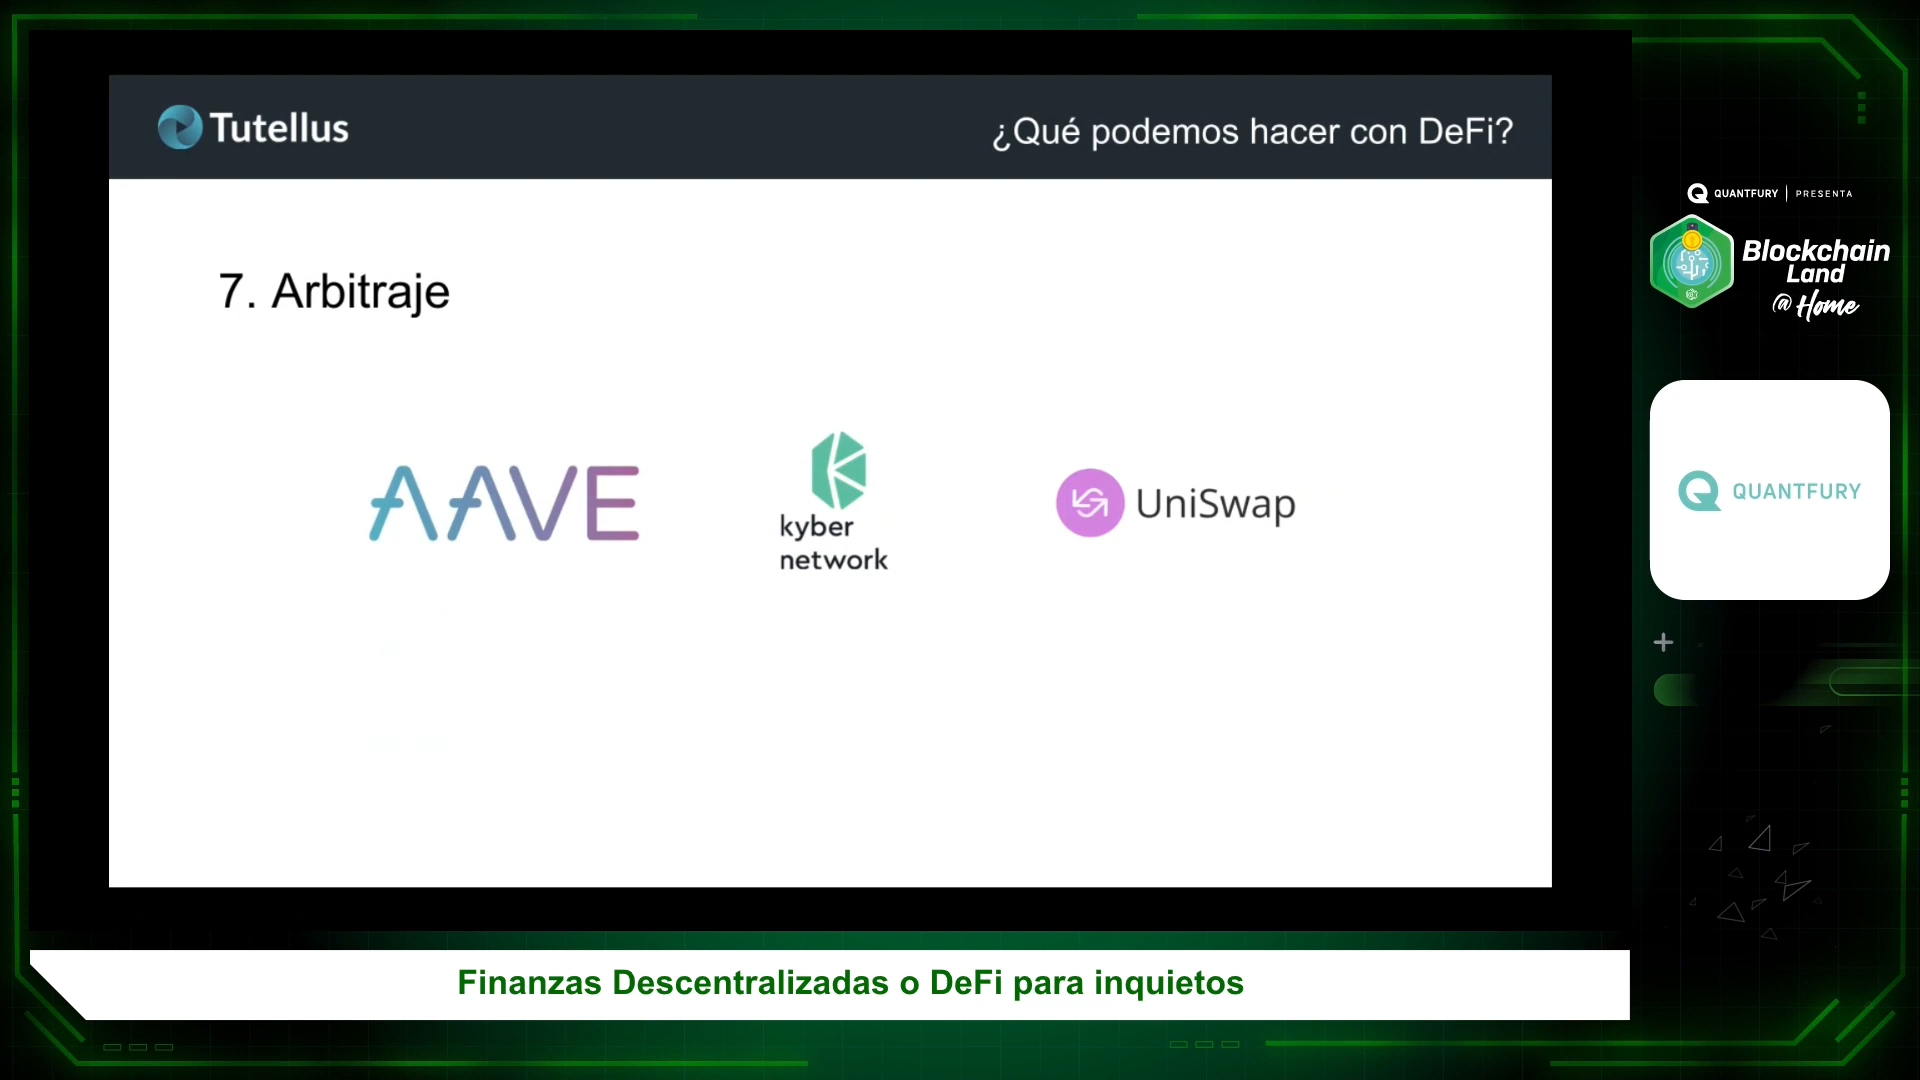 Tutellus
¿Qué podemos hacer con DeFi?
7. Arbitraje
AAVE
kyber
network
UniSwap
QUANTFURY | PRESENTA
Blockchain
Land
@ Home
QUANTFURY
Finanzas Descentralizadas o DeFi para inquietos